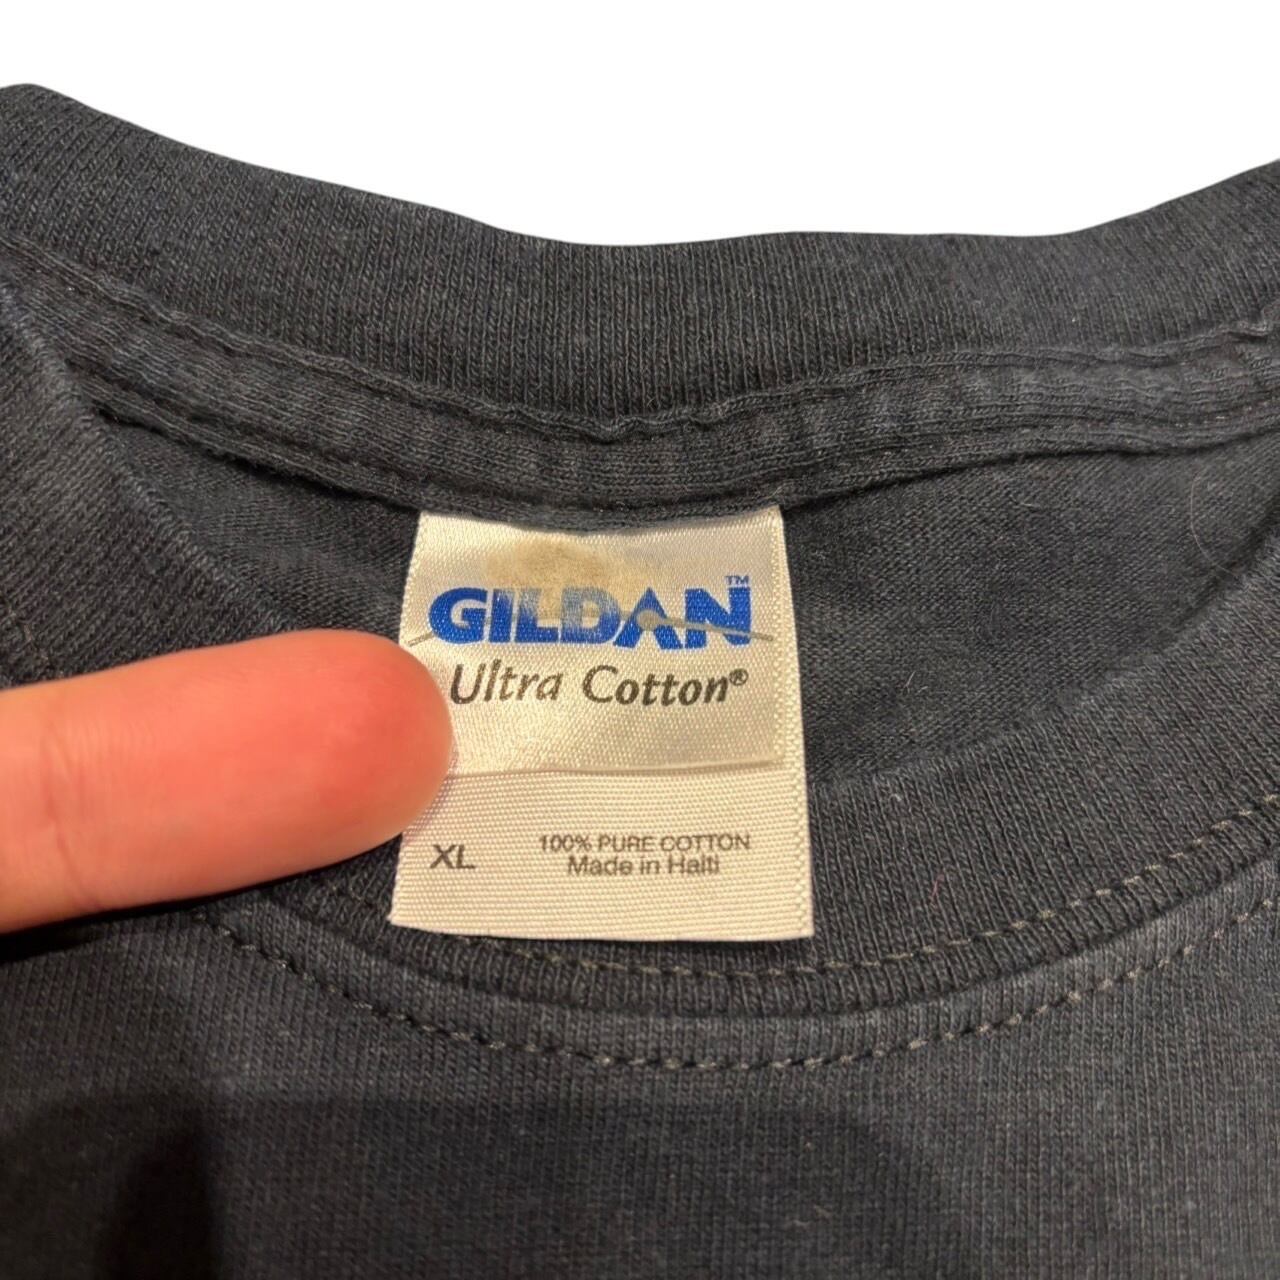 GILDAN™
Ultra Cotton®
XL
100% PURE COTTON
Made in Haiti